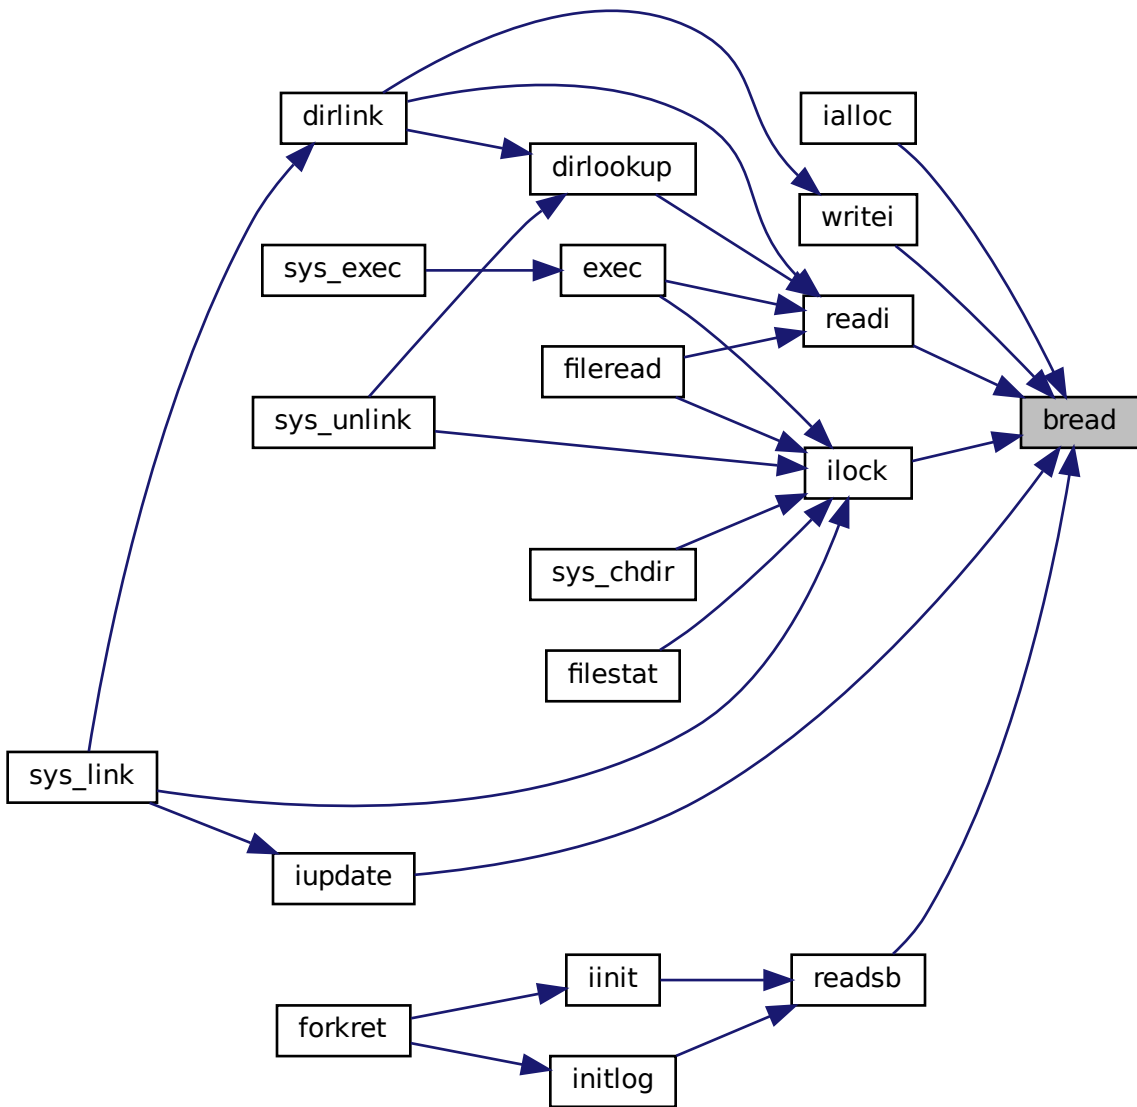 dirlink
ialloc
dirlookup
writei
sys_exec
exec
readi
fileread
sys_unlink
bread
ilock
sys_chdir
filestat
sys_link
iupdate
iinit
readsb
forkret
initlog